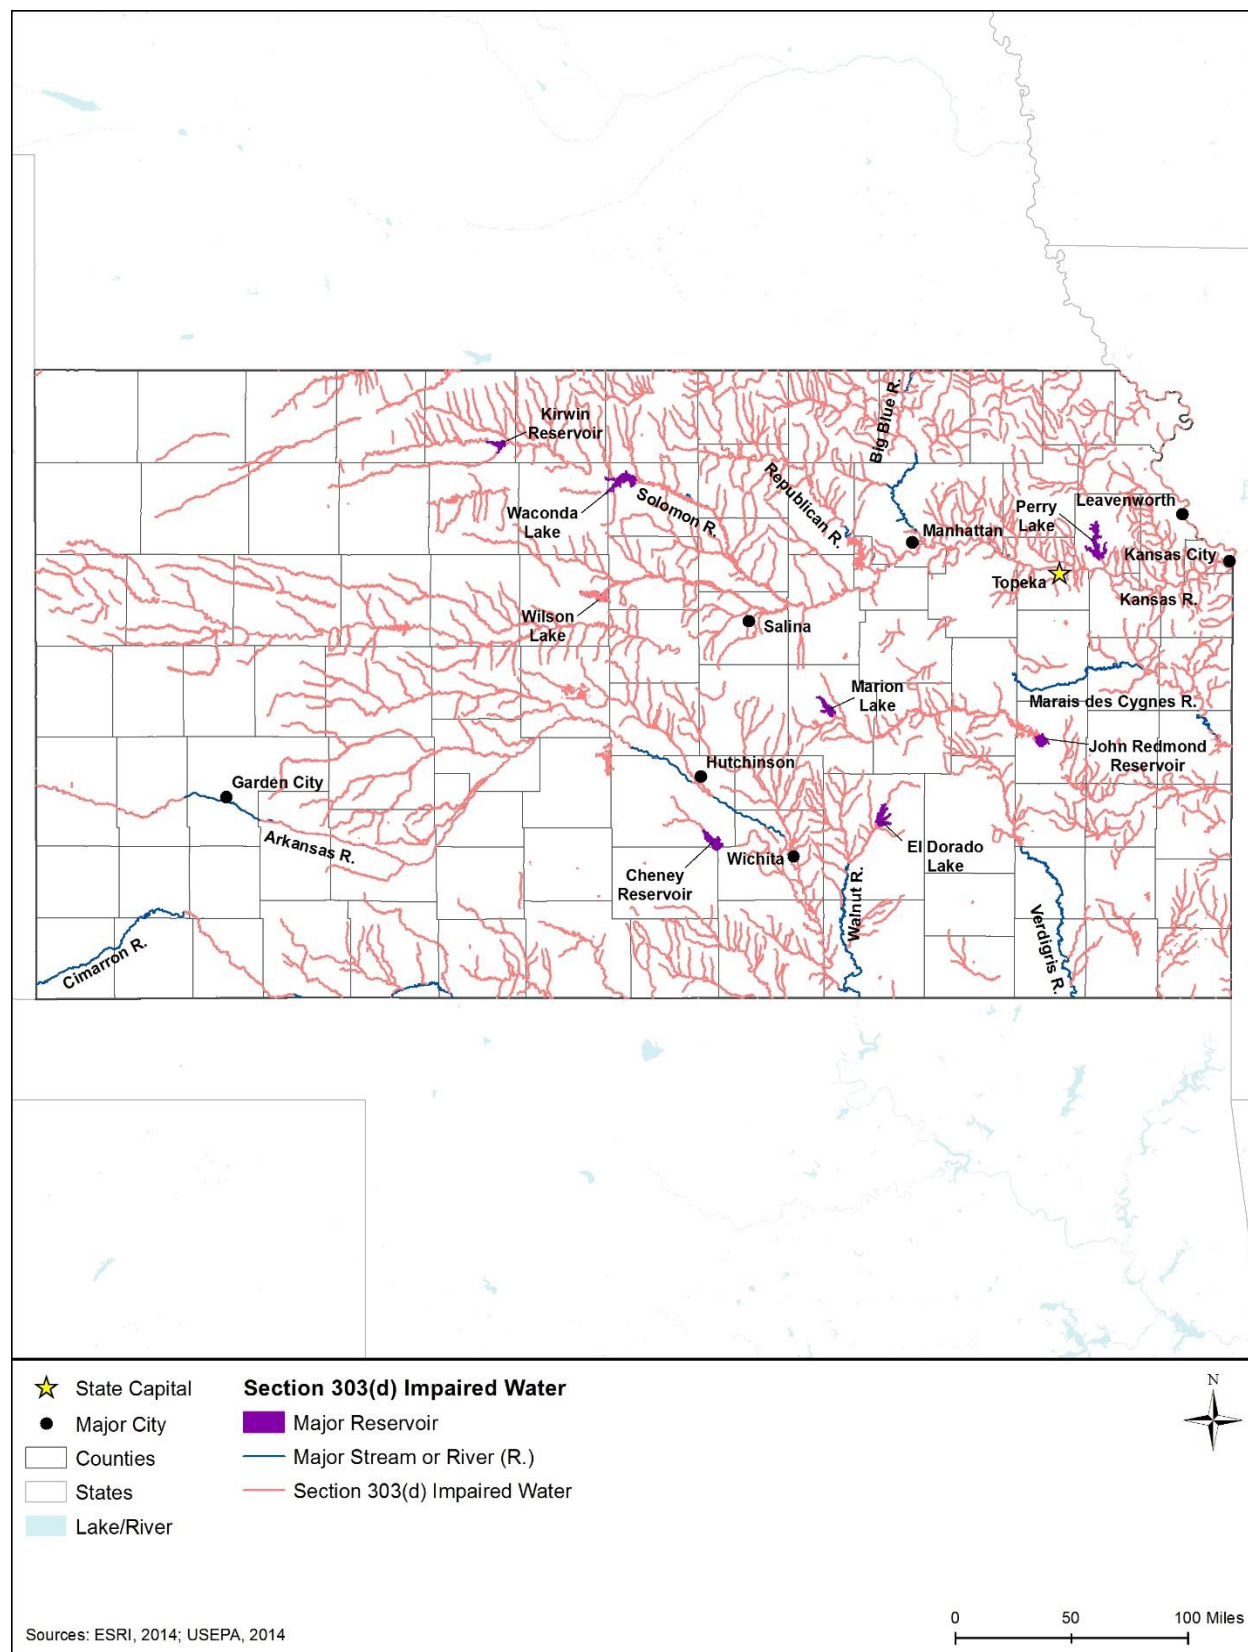 Big Blue R.
Kirwin
Reservoir
Republican R.
Waconda
Lake
Solomon R.
Manhattan
Perry
Lake
Leavenworth
Kansas City
Topeka
Kansas R.
Wilson
Lake
Salina
Marion
Lake
Marais des Cygnes R.
John Redmond
Reservoir
Garden City
Hutchinson
Arkansas R.
El Dorado
Lake
Cheney
Reservoir
Wichita
Walnut R.
Verdigris R.
Cimarron R.
State Capital
Major City
Counties
States
Lake/River
Section 303(d) Impaired Water
Major Reservoir
Major Stream or River (R.)
Section 303(d) Impaired Water
N
Sources: ESRI, 2014; USEPA, 2014
0 50 100 Miles